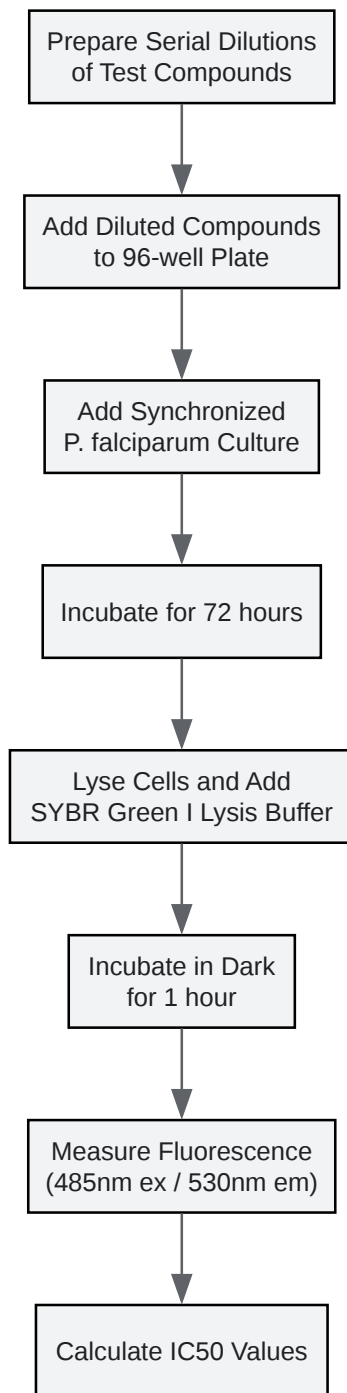 Prepare Serial Dilutions
of Test Compounds
Add Diluted Compounds
to 96-well Plate
Add Synchronized
P. falciparum Culture
Incubate for 72 hours
Lyse Cells and Add
SYBR Green I Lysis Buffer
Incubate in Dark
for 1 hour
Measure Fluorescence
(485nm ex / 530nm em)
Calculate IC50 Values